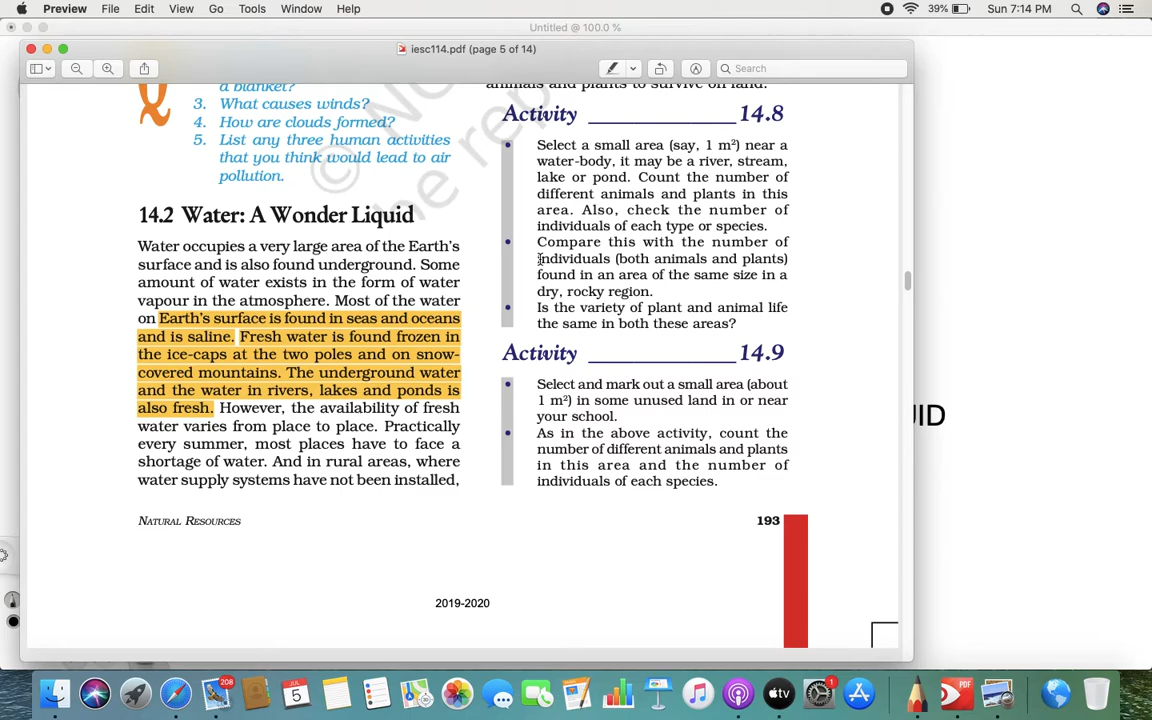 Preview File Edit View Go Tools Window Help
39% Sun 7:14 PM
Untitled @ 100.0 %
iesc114.pdf (page 5 of 14)
Search
a blanket?
3. What causes winds?
4. How are clouds formed?
5. List any three human activities
that you think would lead to air
pollution.
14.2 Water: A Wonder Liquid
Water occupies a very large area of the Earth's
surface and is also found underground. Some
amount of water exists in the form of water
vapour in the atmosphere. Most of the water
on Earth's surface is found in seas and oceans
and is saline. Fresh water is found frozen in
the ice-caps at the two poles and on snow-
covered mountains. The underground water
and the water in rivers, lakes and ponds is
also fresh. However, the availability of fresh
water varies from place to place. Practically
every summer, most places have to face a
shortage of water. And in rural areas, where
water supply systems have not been installed,
animals and plants to survive on land.
Activity 14.8
• Select a small area (say, 1 m²) near a
water-body, it may be a river, stream,
lake or pond. Count the number of
different animals and plants in this
area. Also, check the number of
individuals of each type or species.
• Compare this with the number of
individuals (both animals and plants)
found in an area of the same size in a
dry, rocky region.
• Is the variety of plant and animal life
the same in both these areas?
Activity 14.9
• Select and mark out a small area (about
1 m²) in some unused land in or near
your school.
• As in the above activity, count the
number of different animals and plants
in this area and the number of
individuals of each species.
NATURAL RESOURCES
193
2019-2020
© NO
he rep
Q
UID
208
JUL
5
1
tv
PDF